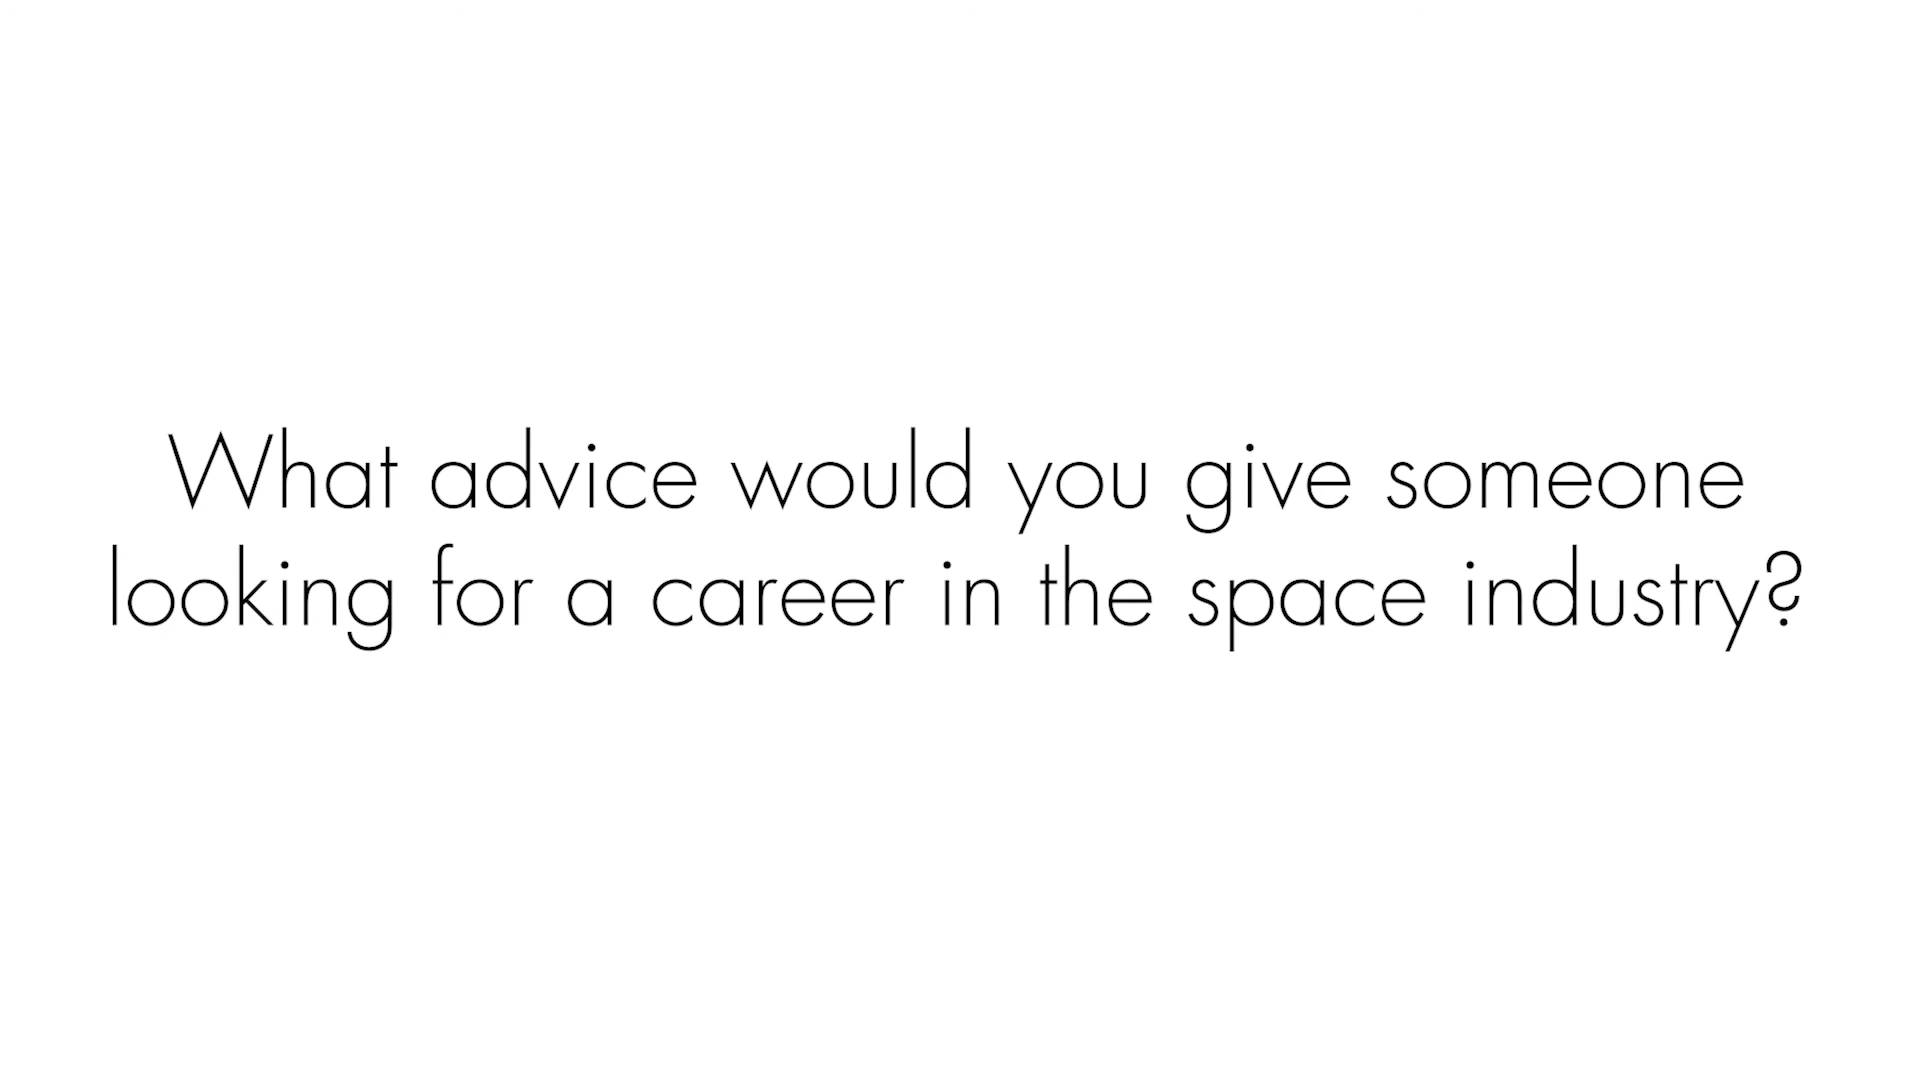 What advice would you give someone
looking for a career in the space industry?